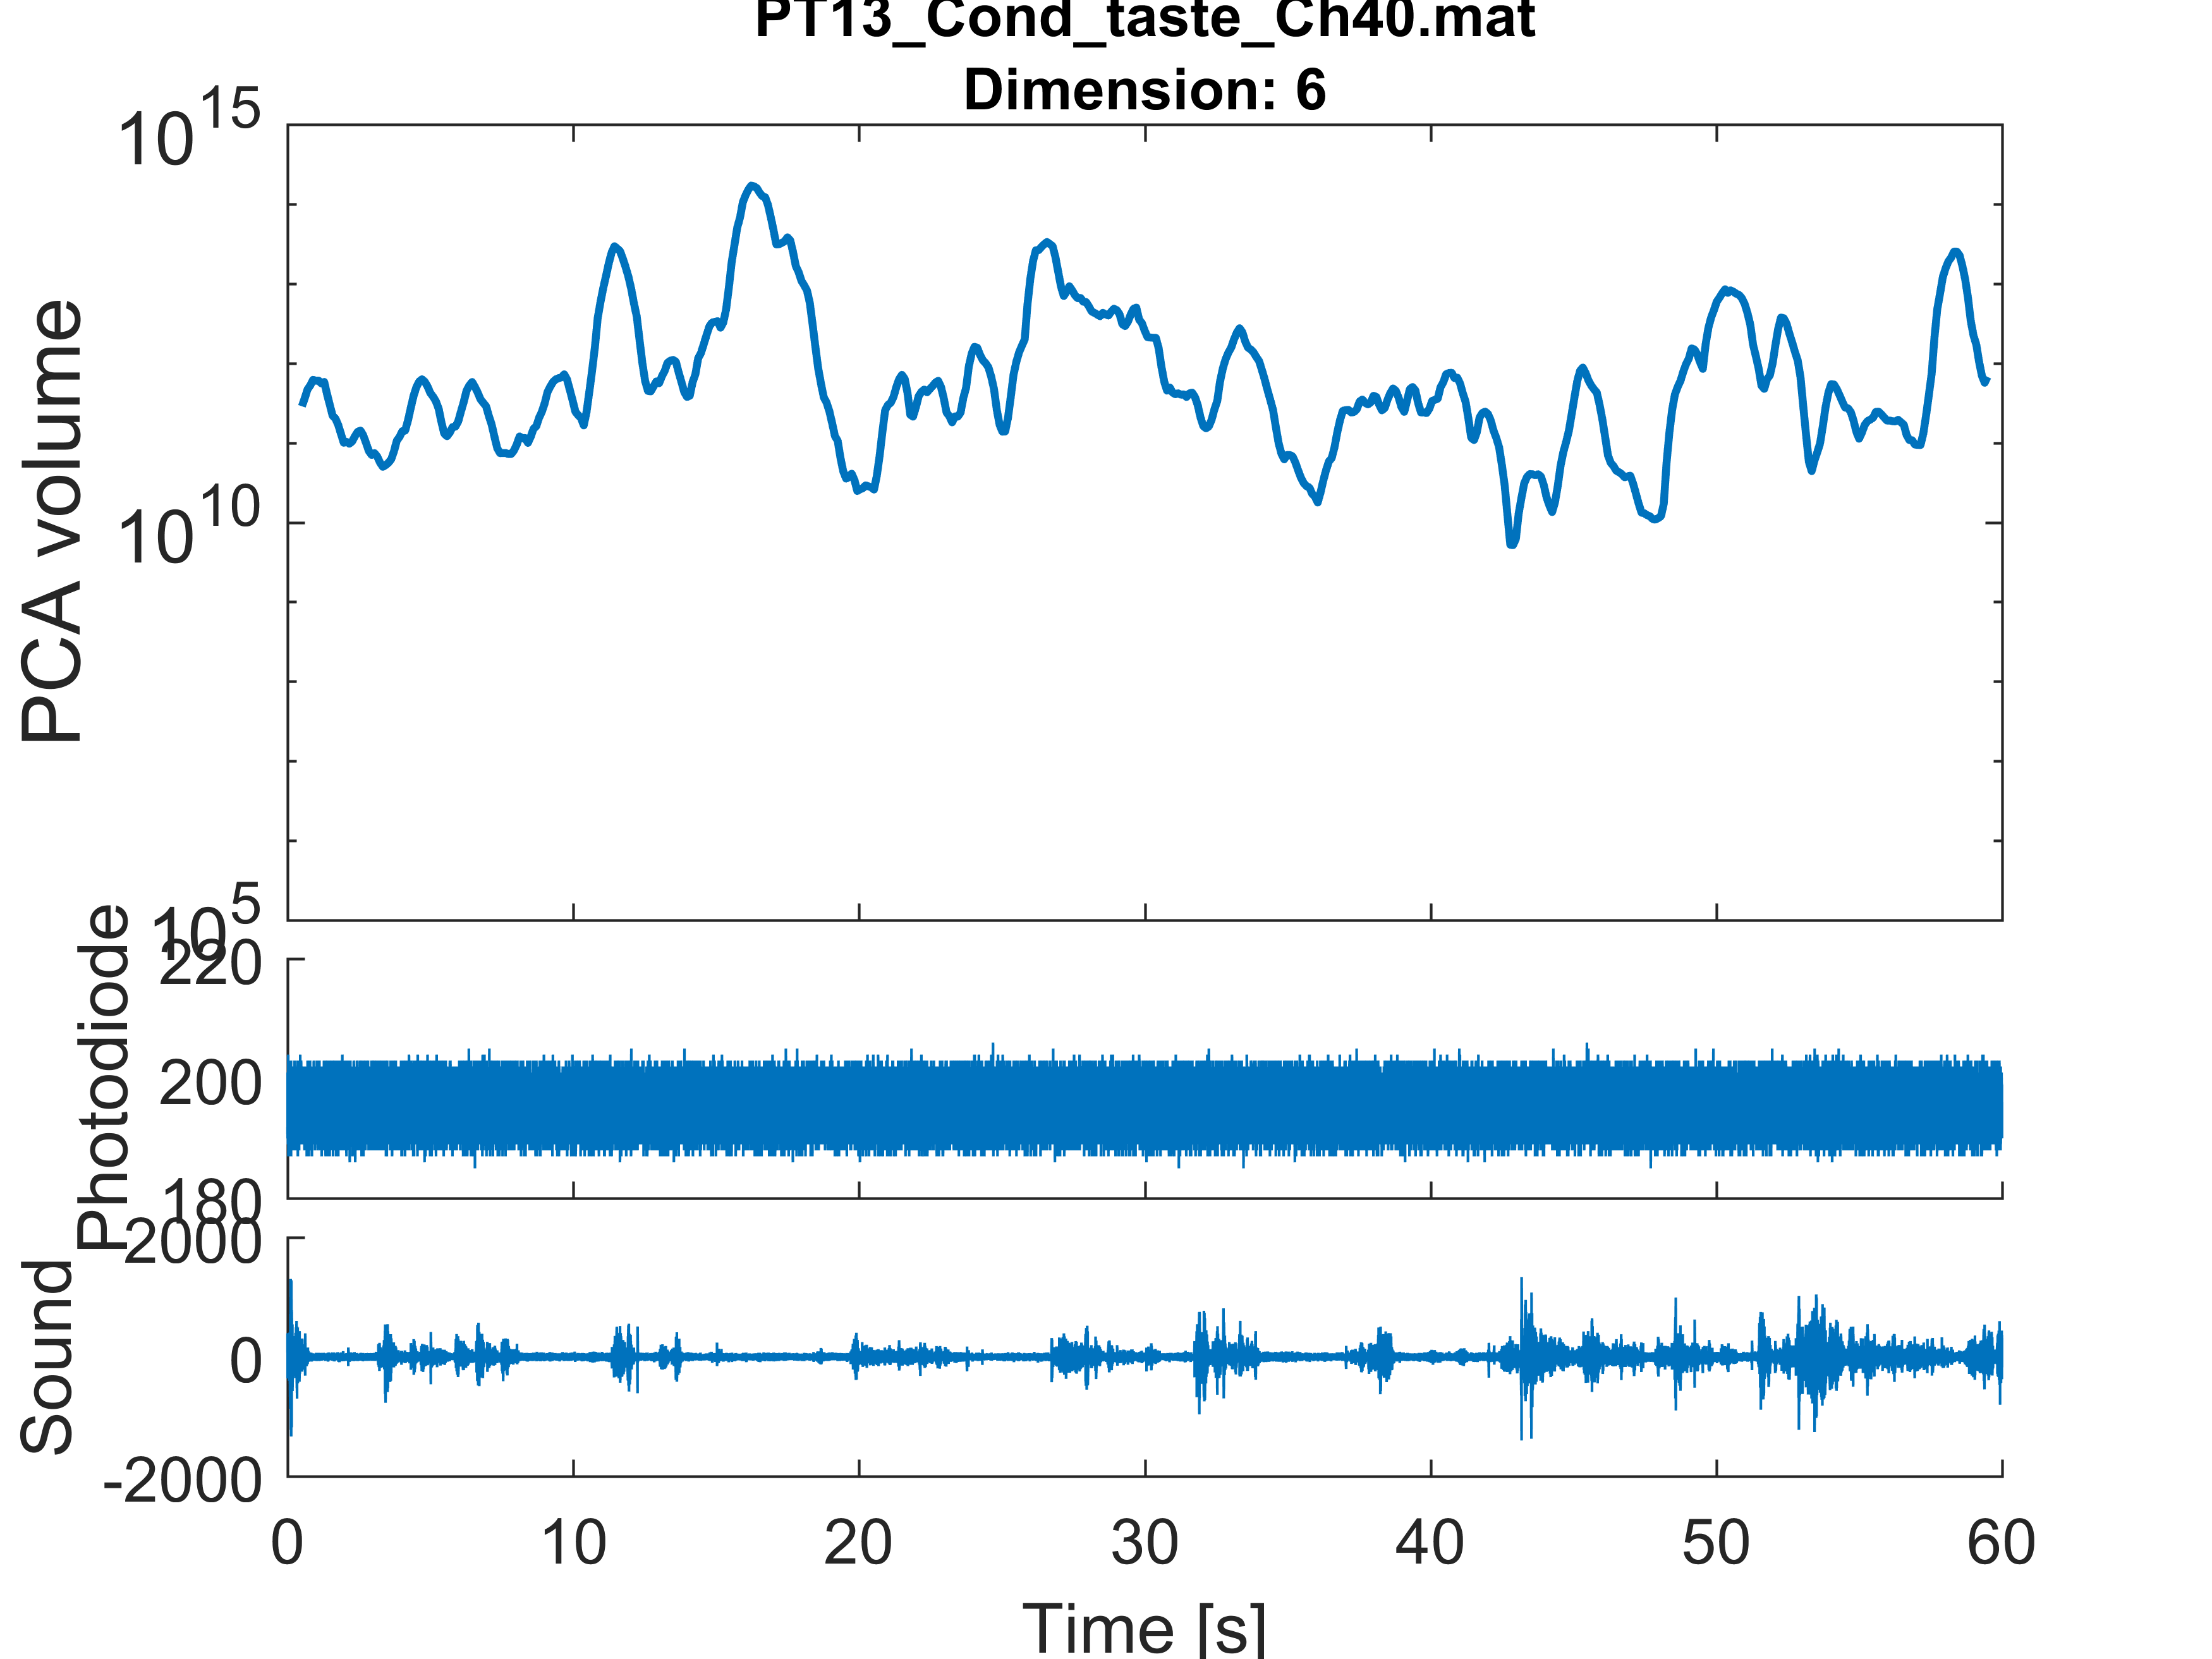 PT13_Cond_taste_Ch40.mat
Dimension: 6
PCA volume
10^15
10^10
10^5
Photodiode
220
200
180
Sound
2000
0
-2000
0 10 20 30 40 50 60
Time [s]